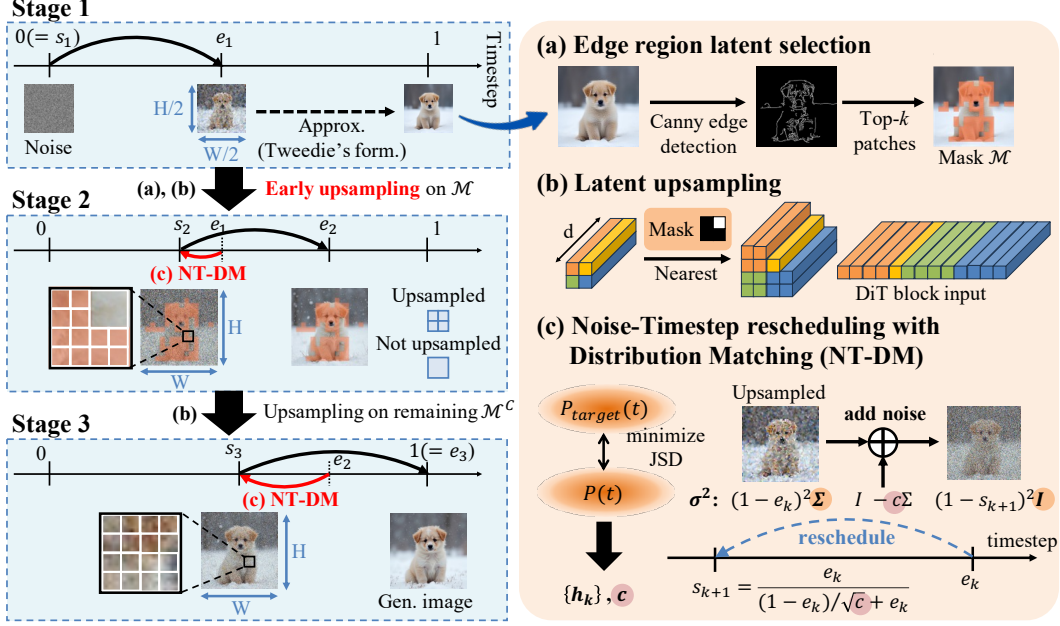 Stage 1
0(= s₁)
e₁
1
Timestep
H/2
W/2
Noise
Approx.
(Tweedie's form.)
(a), (b)
Early upsampling on ℳ
Stage 2
0
s₂
e₁
e₂
1
(c) NT-DM
H
W
Upsampled
Not upsampled
(b)
Upsampling on remaining ℳ^C
Stage 3
0
s₃
e₂
1(= e₃)
(c) NT-DM
H
W
Gen. image
(a) Edge region latent selection
Canny edge
detection
Top-k
patches
Mask ℳ
(b) Latent upsampling
d
Mask
Nearest
DiT block input
(c) Noise-Timestep rescheduling with
Distribution Matching (NT-DM)
P_target(t)
minimize
JSD
P(t)
{h_k}, c
Upsampled
add noise
σ²: (1 − e_k)²Σ
I − cΣ
(1 − s_{k+1})²I
reschedule
timestep
e_k
s_{k+1} = e_k / ((1 − e_k)/√c + e_k)